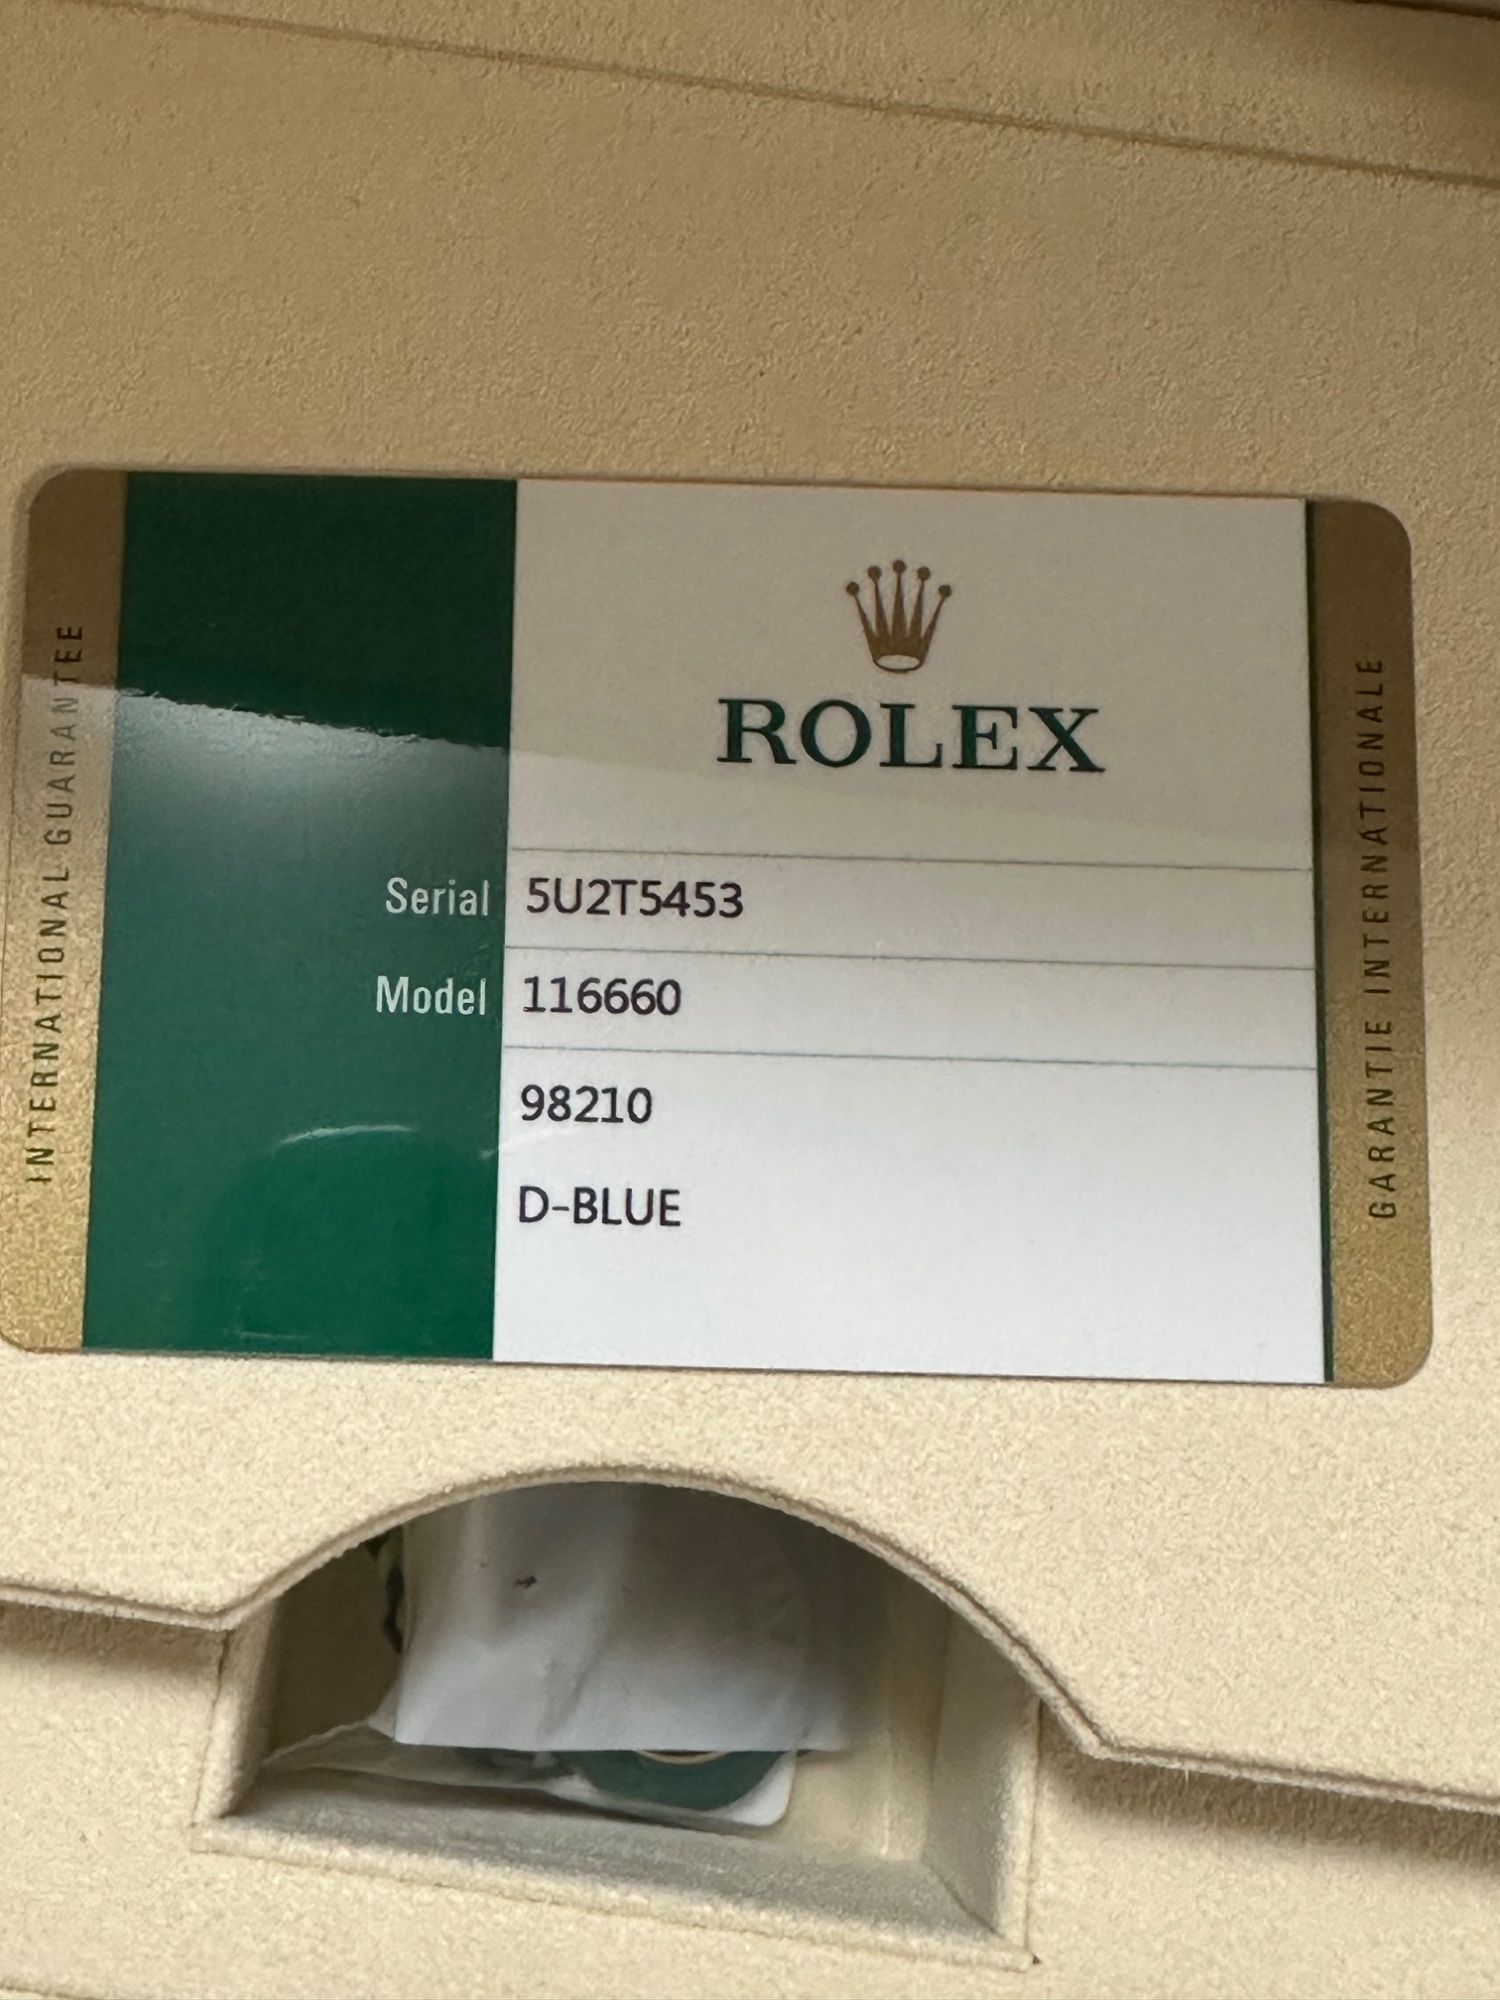 INTERNATIONAL GUARANTEE
ROLEX
Serial 5U2T5453
Model 116660
98210
D-BLUE
GARANTIE INTERNATIONALE